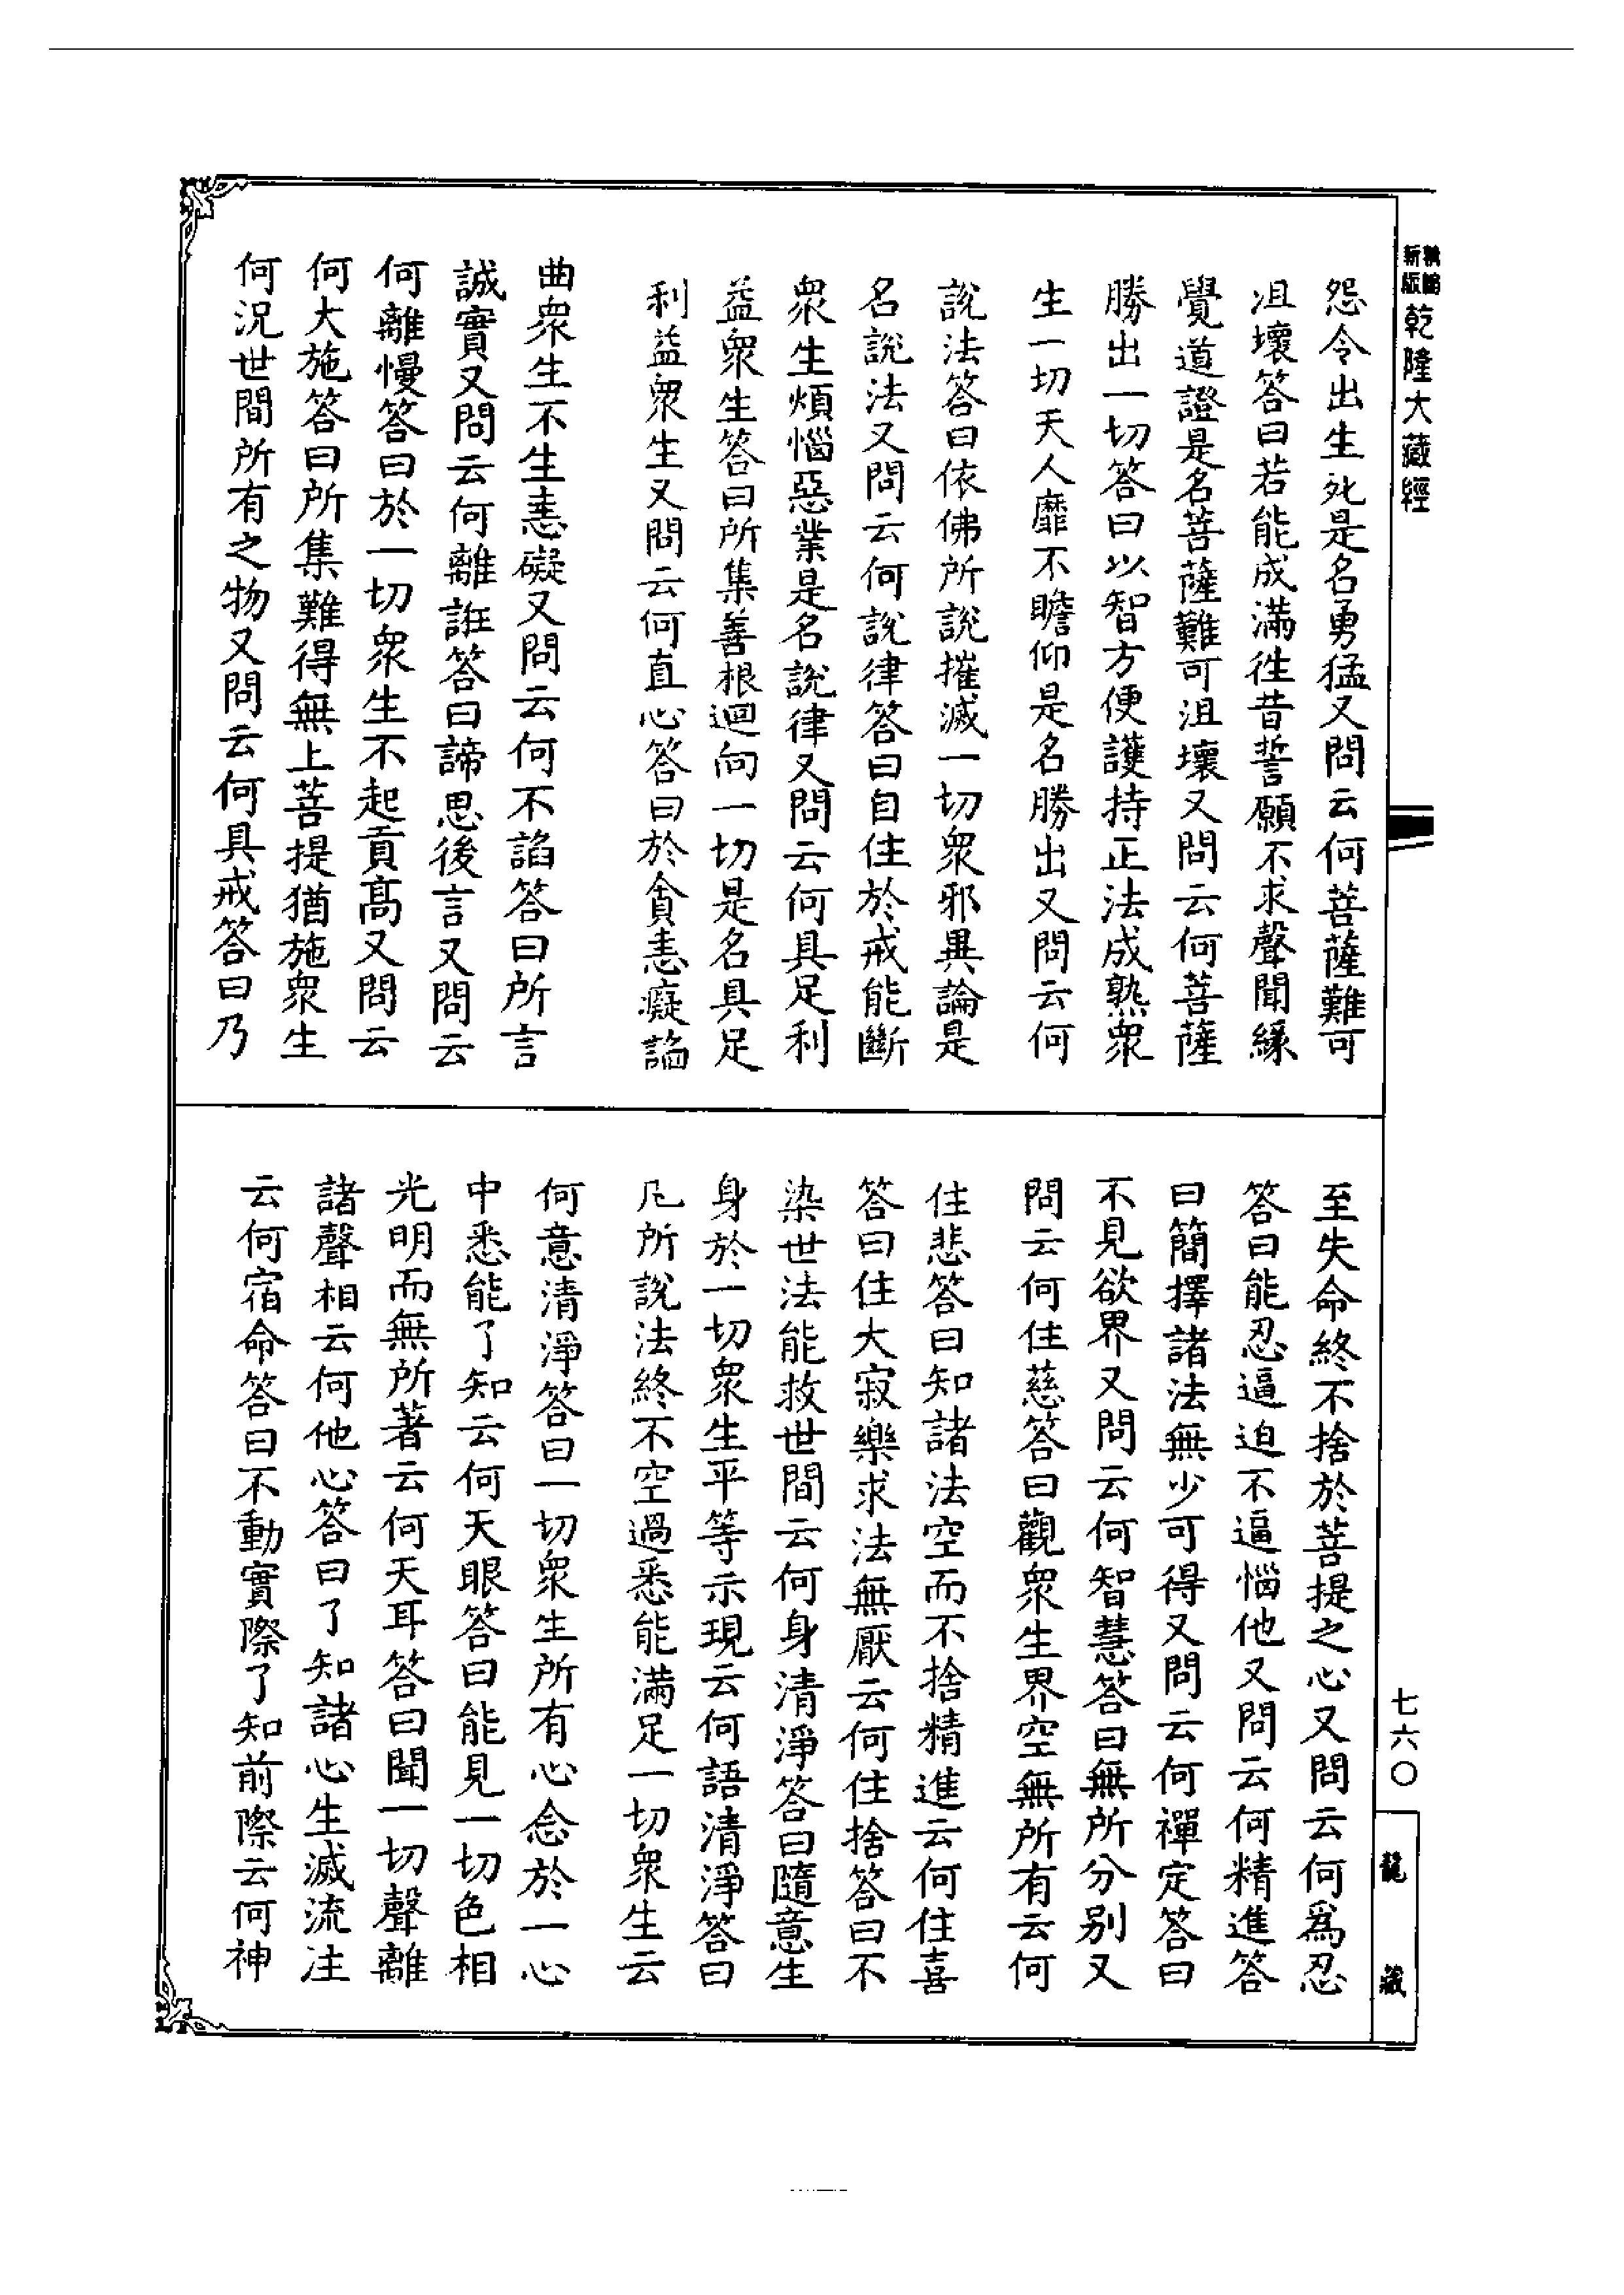 新版
乾隆大藏經
怨令出生死是名勇猛又問云何菩薩難可
沮壞答曰若能成滿徃昔誓願不求聲聞緣
覺道證是名菩薩難可沮壞又問云何菩薩
勝出一切答曰以智方便護持正法成熟衆
生一切天人靡不瞻仰是名勝出又問云何
說法答曰依佛所說摧滅一切衆邪異論是
名說法又問云何說律答曰自住於戒能斷
衆生煩惱惡業是名說律又問云何具足利
益衆生答曰所集善根迴向一切是名具足
利益衆生又問云何直心答曰於貪恚癡諂
曲衆生不生恚礙又問云何不諂答曰所言
誠實又問云何離誑答曰諦思後言又問云
何離慢答曰於一切衆生不起貢高又問云
何大施答曰所集難得無上菩提猶施衆生
何況世間所有之物又問云何具戒答曰乃
至失命終不捨於菩提之心又問云何爲忍
答曰能忍逼迫不逼惱他又問云何精進答
曰簡擇諸法無少可得又問云何禪定答曰
不見欲界又問云何智慧答曰無所分別又
問云何住慈答曰觀衆生界空無所有云何
住悲答曰知諸法空而不捨精進云何住喜
答曰住大寂樂求法無厭云何住捨答曰不
染世法能救世間云何身清淨答曰隨意生
身於一切衆生平等示現云何語清淨答曰
凡所說法終不空過悉能滿足一切衆生云
何意清淨答曰一切衆生所有心念於一心
中悉能了知云何天眼答曰能見一切色相
光明而無所著云何天耳答曰聞一切聲離
諸聲相云何他心答曰了知諸心生滅流注
云何宿命答曰不動實際了知前際云何神
七六〇
龍藏